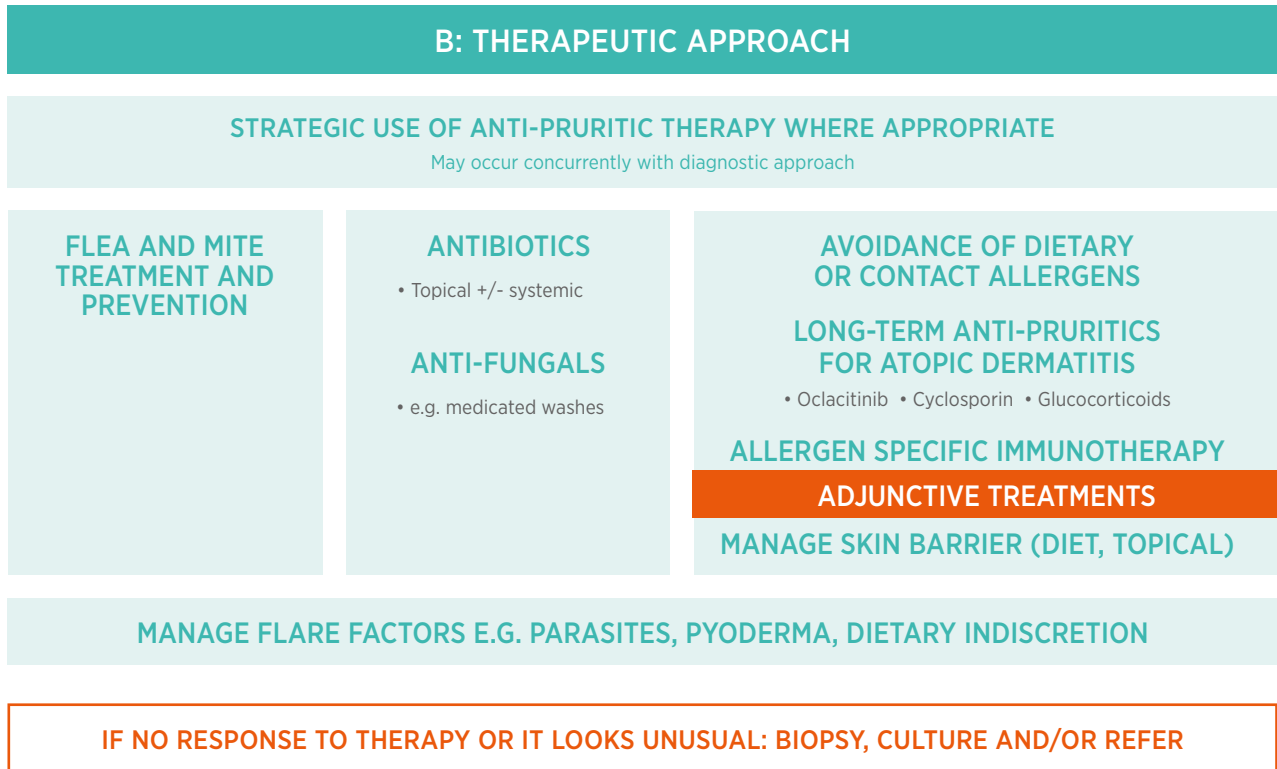 B: THERAPEUTIC APPROACH
STRATEGIC USE OF ANTI-PRURITIC THERAPY WHERE APPROPRIATE
May occur concurrently with diagnostic approach
FLEA AND MITE
TREATMENT AND
PREVENTION
ANTIBIOTICS
• Topical +/- systemic
ANTI-FUNGALS
• e.g. medicated washes
AVOIDANCE OF DIETARY
OR CONTACT ALLERGENS
LONG-TERM ANTI-PRURITICS
FOR ATOPIC DERMATITIS
• Oclacitinib • Cyclosporin • Glucocorticoids
ALLERGEN SPECIFIC IMMUNOTHERAPY
ADJUNCTIVE TREATMENTS
MANAGE SKIN BARRIER (DIET, TOPICAL)
MANAGE FLARE FACTORS E.G. PARASITES, PYODERMA, DIETARY INDISCRETION
IF NO RESPONSE TO THERAPY OR IT LOOKS UNUSUAL: BIOPSY, CULTURE AND/OR REFER